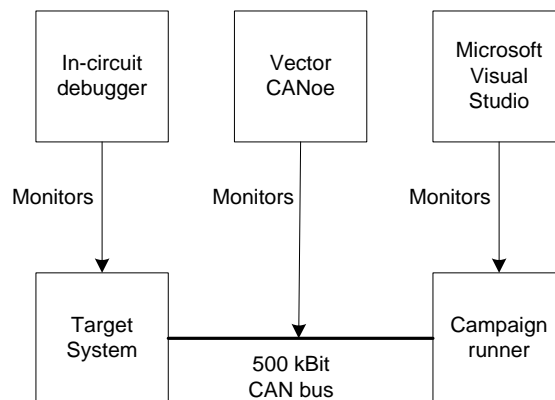 In-circuit
debugger
Vector
CANoe
Microsoft
Visual
Studio
Monitors
Monitors
Monitors
Target
System
500 kBit
CAN bus
Campaign
runner